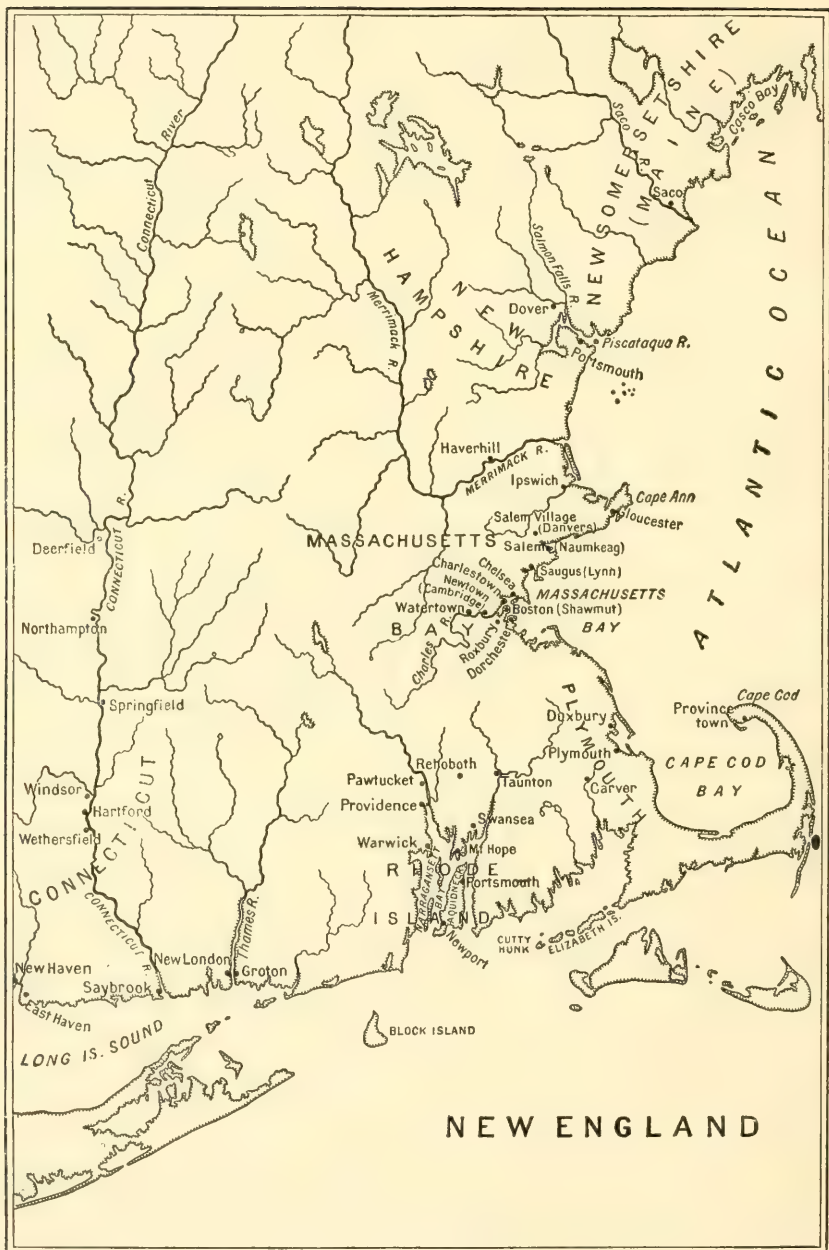 NEW SOMERSETSHIRE
(MAINE)
Casco Bay
Saco R.
Saco
River
Connecticut
HAMPSHIRE
NEW
Salmon Falls R.
Dover
Merrimack R.
Piscataqua R.
Portsmouth
ATLANTIC OCEAN
Haverhill
MERRIMACK R.
Ipswich
Cape Ann
Gloucester
Salem Village
(Danvers)
MASSACHUSETTS
Salem (Naumkeag)
Deerfield
CONNECTICUT R.
Saugus (Lynn)
Chelsea
Charlestown
Newtown
(Cambridge)
MASSACHUSETTS
BAY
Watertown
Boston (Shawmut)
BAY
Charles R.
Roxbury
Dorchester
Northampton
Springfield
PLYMOUTH
Duxbury
Cape Cod
Province
town
Plymouth
CAPE COD
BAY
Rehoboth
Pawtucket
Taunton
Carver
Windsor
Providence
Hartford
Swansea
Wethersfield
CONNECTICUT
Warwick
Mt Hope
RHODE
Portsmouth
NARRAGANSETT
BAY
AQUIDNECK
ISLAND
Newport
CUTTY
HUNK
ELIZABETH IS.
CONNECTICUT R.
Thames R.
New London
New Haven
Groton
Saybrook
East Haven
LONG IS. SOUND
BLOCK ISLAND
NEW ENGLAND